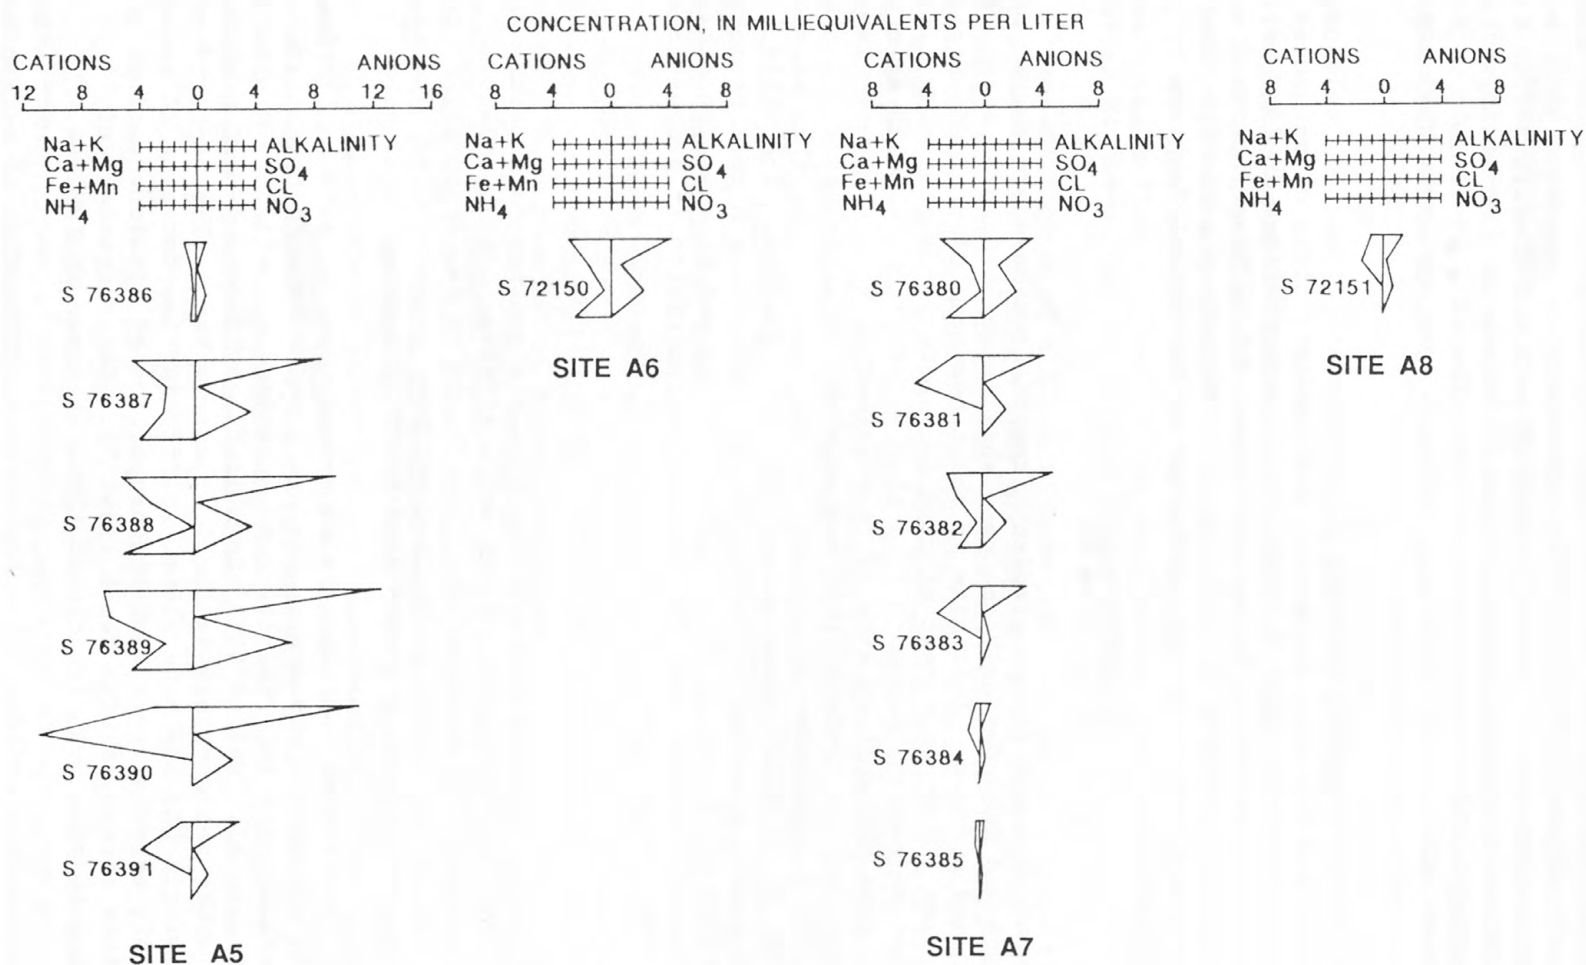 CONCENTRATION, IN MILLIEQUIVALENTS PER LITER
CATIONS ANIONS
12 8 4 0 4 8 12 16
Na+K ALKALINITY
Ca+Mg SO4
Fe+Mn CL
NH4 NO3
S 76386
S 76387
S 76388
S 76389
S 76390
S 76391
SITE A5
CATIONS ANIONS
8 4 0 4 8
Na+K ALKALINITY
Ca+Mg SO4
Fe+Mn CL
NH4 NO3
S 72150
SITE A6
CATIONS ANIONS
8 4 0 4 8
Na+K ALKALINITY
Ca+Mg SO4
Fe+Mn CL
NH4 NO3
S 76380
S 76381
S 76382
S 76383
S 76384
S 76385
SITE A7
CATIONS ANIONS
8 4 0 4 8
Na+K ALKALINITY
Ca+Mg SO4
Fe+Mn CL
NH4 NO3
S 72151
SITE A8